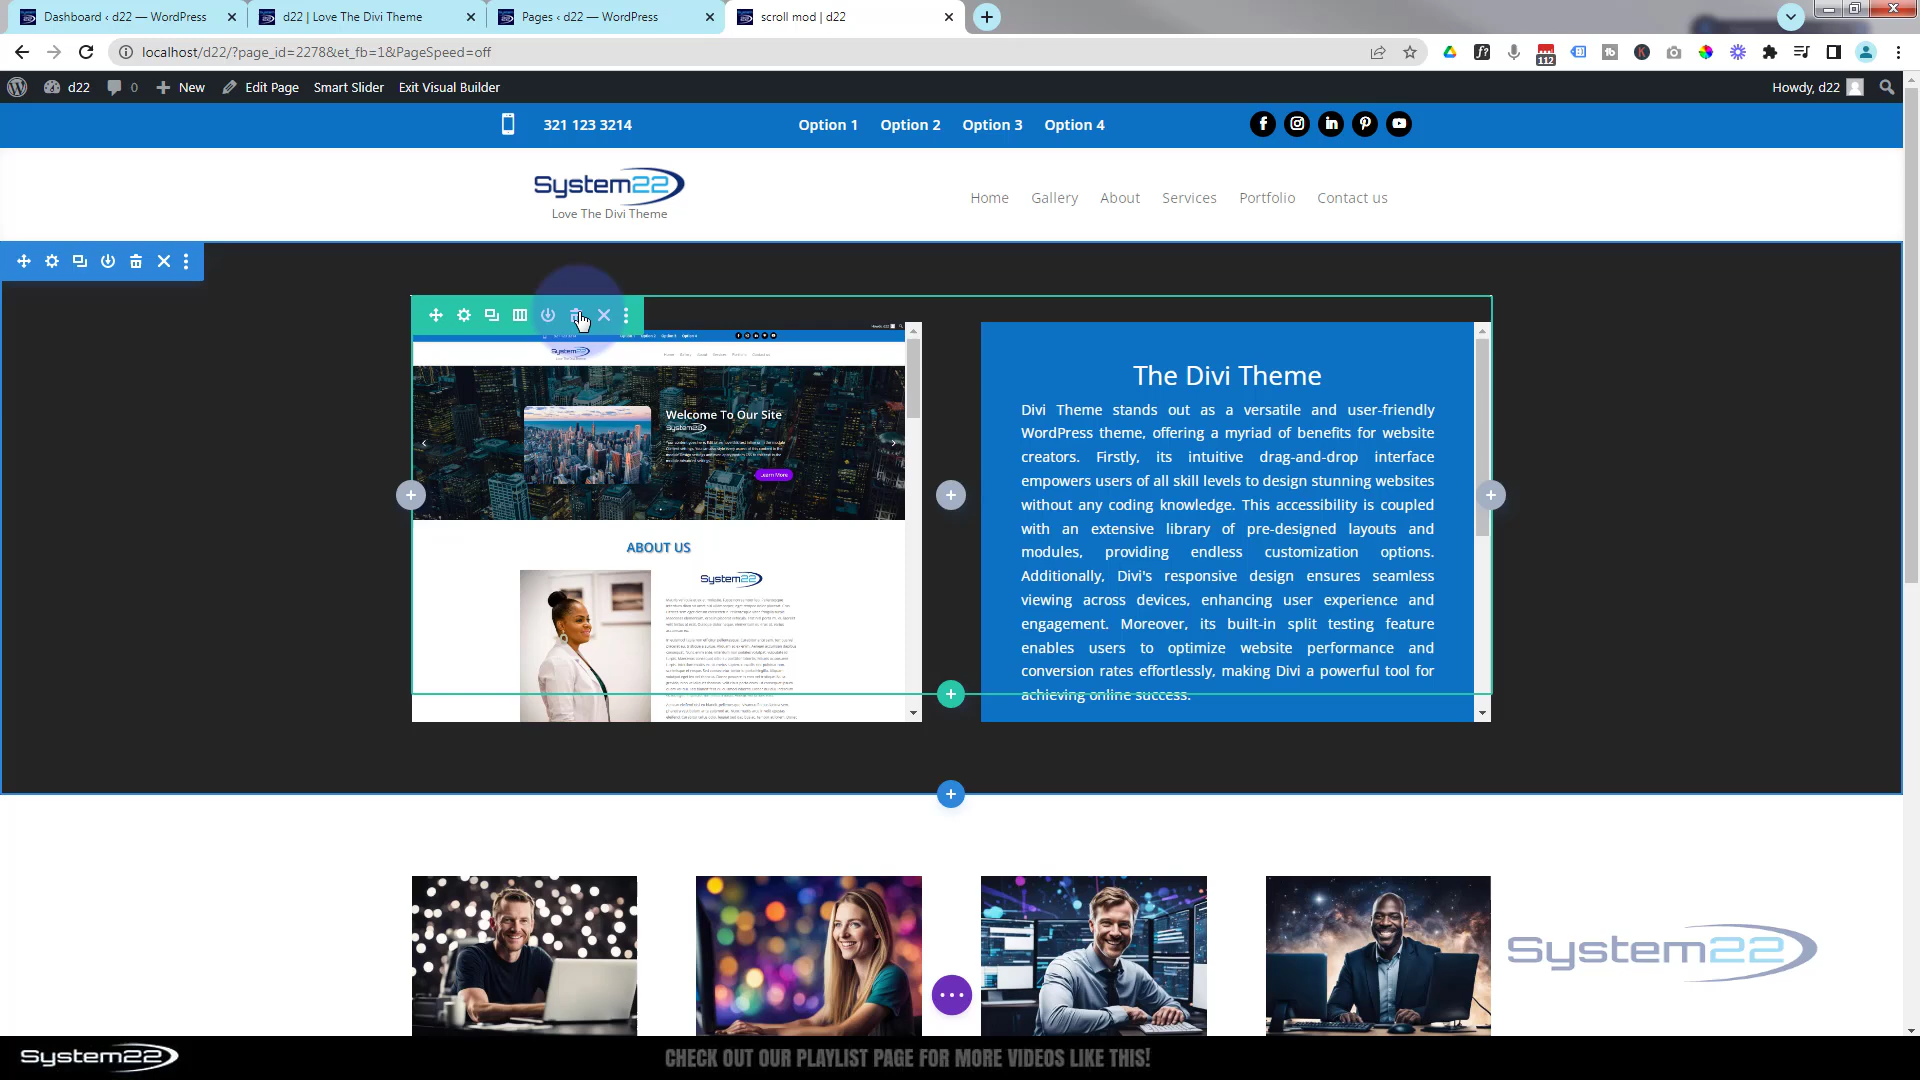 Dashboard ‹ d22 — WordPress
d22 | Love The Divi Theme
Pages ‹ d22 — WordPress
scroll mod | d22
localhost/d22/?page_id=2278&et_fb=1&PageSpeed=off
112
d22
0
New
Edit Page
Smart Slider
Exit Visual Builder
Howdy, d22
321 123 3214
Option 1
Option 2
Option 3
Option 4
System22
Love The Divi Theme
Home
Gallery
About
Services
Portfolio
Contact us
Welcome To Our Site
System22
Learn More
ABOUT US
System22
The Divi Theme
Divi Theme stands out as a versatile and user-friendly
WordPress theme, offering a myriad of benefits for website
creators. Firstly, its intuitive drag-and-drop interface
empowers users of all skill levels to design stunning websites
without any coding knowledge. This accessibility is coupled
with an extensive library of pre-designed layouts and
modules, providing endless customization options.
Additionally, Divi's responsive design ensures seamless
viewing across devices, enhancing user experience and
engagement. Moreover, its built-in split testing feature
enables users to optimize website performance and
conversion rates effortlessly, making Divi a powerful tool for
achieving online success.
System22
System22
CHECK OUT OUR PLAYLIST PAGE FOR MORE VIDEOS LIKE THIS!